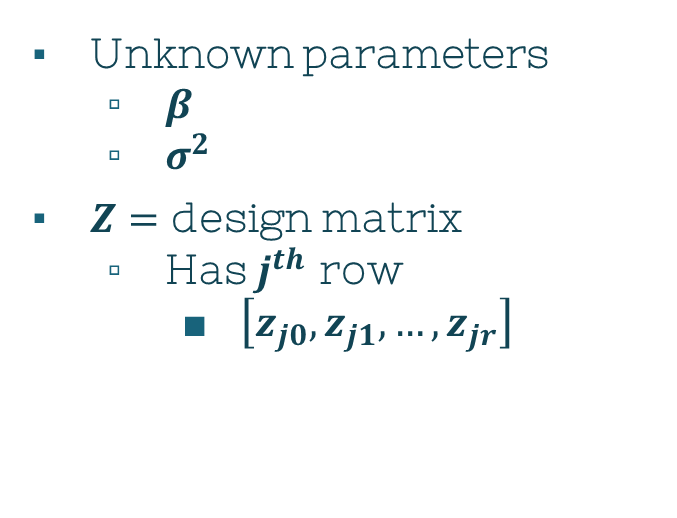 ▪ Unknown parameters
▫ β
▫ σ²
▪ Z = design matrix
▫ Has jᵗʰ row
■ [z_{j0}, z_{j1}, … , z_{jr}]